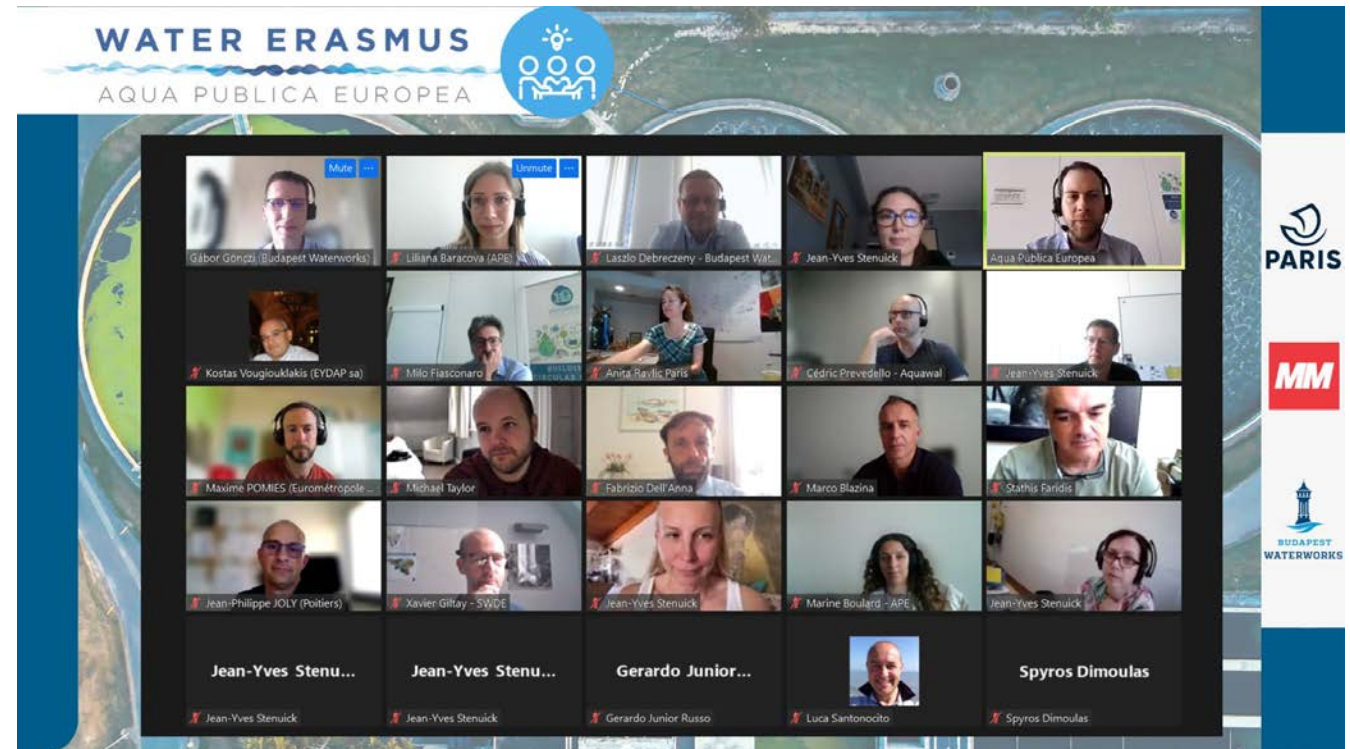 WATER ERASMUS
AQUA PUBLICA EUROPEA
PARIS
MM
BUDAPEST
WATERWORKS
Mute ...
Unmute ...
Gábor Gönczi (Budapest Waterworks)
Liliana Baracova (APE)
Laszlo Debreczeny - Budapest Wat...
Jean-Yves Stenuick
Aqua Publica Europea
Kostas Vougiouklakis (EYDAP sa)
Milo Fiasconaro
Anita Ravlic Paris
Cédric Prevedello - Aquawal
Jean-Yves Stenuick
Maxime POMIES (Eurométropole ...
Michael Taylor
Fabrizio Dell'Anna
Marco Blazina
Stathis Faridis
Jean-Philippe JOLY (Poitiers)
Xavier Giltay - SWDE
Jean-Yves Stenuick
Marine Boulard - APE
Jean-Yves Stenuick
Jean-Yves Stenu...
Jean-Yves Stenu...
Gerardo Junior...
Spyros Dimoulas
Jean-Yves Stenuick
Jean-Yves Stenuick
Gerardo Junior Russo
Luca Santonocito
Spyros Dimoulas